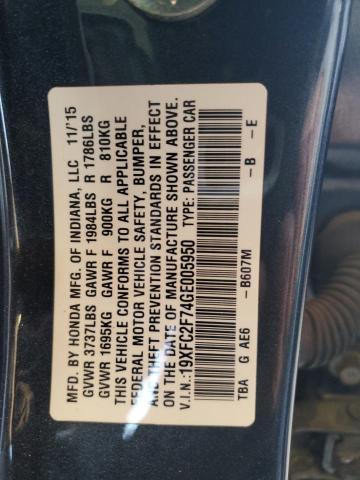 MFD. BY HONDA MFG. OF INDIANA, LLC 11/'15
GVWR 3737LBS GAWR F 1984LBS R 1786LBS
GVWR 1695KG GAWR F 900KG R 810KG
THIS VEHICLE CONFORMS TO ALL APPLICABLE
FEDERAL MOTOR VEHICLE SAFETY, BUMPER,
AND THEFT PREVENTION STANDARDS IN EFFECT
ON THE DATE OF MANUFACTURE SHOWN ABOVE.
V.I.N.:19XFC2F74GE005950 TYPE: PASSENGER CAR
TBA G AE6 -B607M -B -E